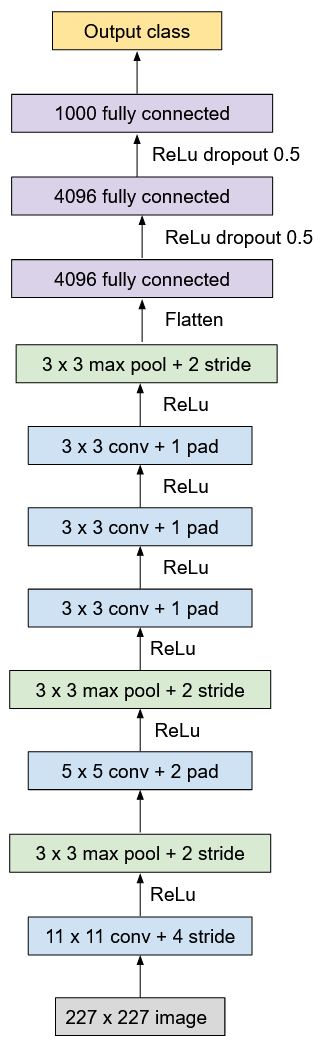 Output class
1000 fully connected
ReLu dropout 0.5
4096 fully connected
ReLu dropout 0.5
4096 fully connected
Flatten
3 x 3 max pool + 2 stride
ReLu
3 x 3 conv + 1 pad
ReLu
3 x 3 conv + 1 pad
ReLu
3 x 3 conv + 1 pad
ReLu
3 x 3 max pool + 2 stride
ReLu
5 x 5 conv + 2 pad
3 x 3 max pool + 2 stride
ReLu
11 x 11 conv + 4 stride
227 x 227 image